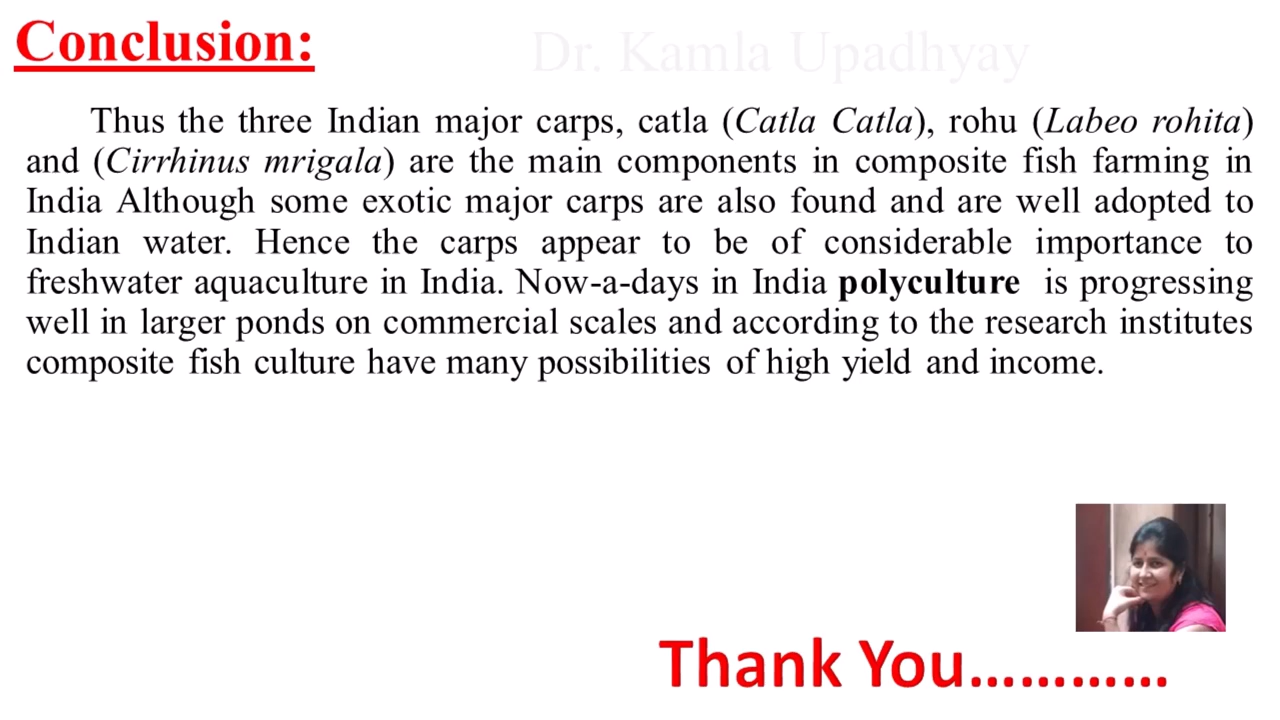 Conclusion:
Dr. Kamla Upadhyay
Thus the three Indian major carps, catla (Catla Catla), rohu (Labeo rohita)
and (Cirrhinus mrigala) are the main components in composite fish farming in
India Although some exotic major carps are also found and are well adopted to
Indian water. Hence the carps appear to be of considerable importance to
freshwater aquaculture in India. Now-a-days in India polyculture is progressing
well in larger ponds on commercial scales and according to the research institutes
composite fish culture have many possibilities of high yield and income.
Thank You…………